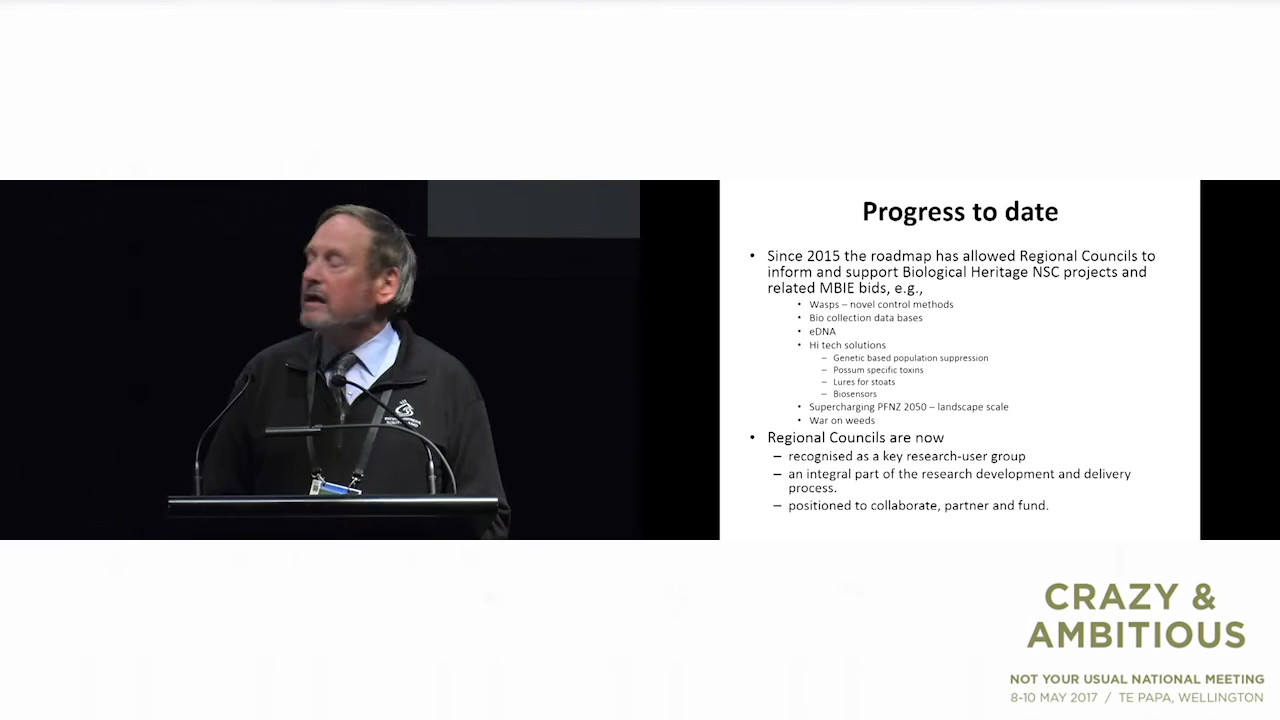 Progress to date
• Since 2015 the roadmap has allowed Regional Councils to
inform and support Biological Heritage NSC projects and
related MBIE bids, e.g.,
• Wasps – novel control methods
• Bio collection data bases
• eDNA
• Hi tech solutions
– Genetic based population suppression
– Possum specific toxins
– Lures for stoats
– Biosensors
• Supercharging PFNZ 2050 – landscape scale
• War on weeds
• Regional Councils are now
– recognised as a key research-user group
– an integral part of the research development and delivery
process.
– positioned to collaborate, partner and fund.
CRAZY &
AMBITIOUS
NOT YOUR USUAL NATIONAL MEETING
8-10 MAY 2017 / TE PAPA, WELLINGTON